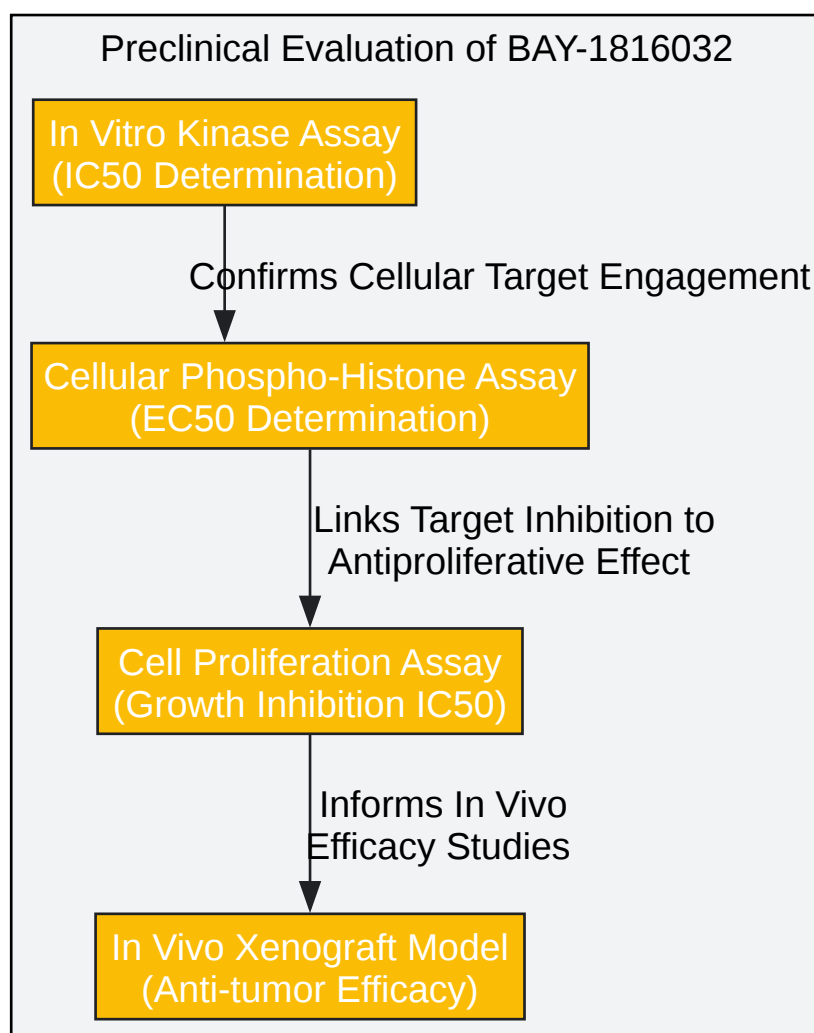 Preclinical Evaluation of BAY-1816032
In Vitro Kinase Assay
(IC50 Determination)
Confirms Cellular Target Engagement
Cellular Phospho-Histone Assay
(EC50 Determination)
Links Target Inhibition to
Antiproliferative Effect
Cell Proliferation Assay
(Growth Inhibition IC50)
Informs In Vivo
Efficacy Studies
In Vivo Xenograft Model
(Anti-tumor Efficacy)